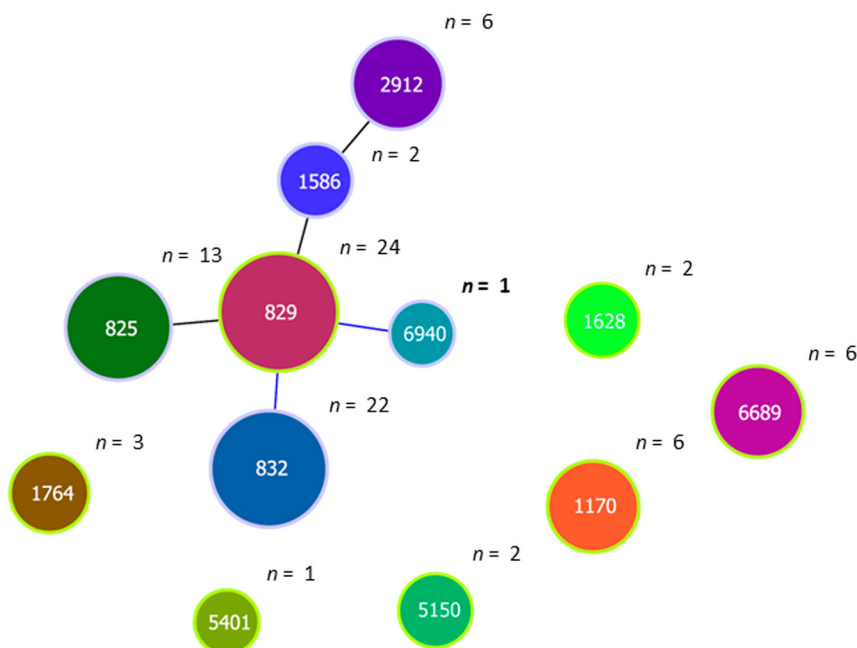 n = 6
2912
n = 2
1586
n = 13
n = 24
825
829
n = 1
6940
n = 2
1628
n = 22
832
n = 6
6689
n = 3
1764
n = 6
1170
n = 1
5401
n = 2
5150